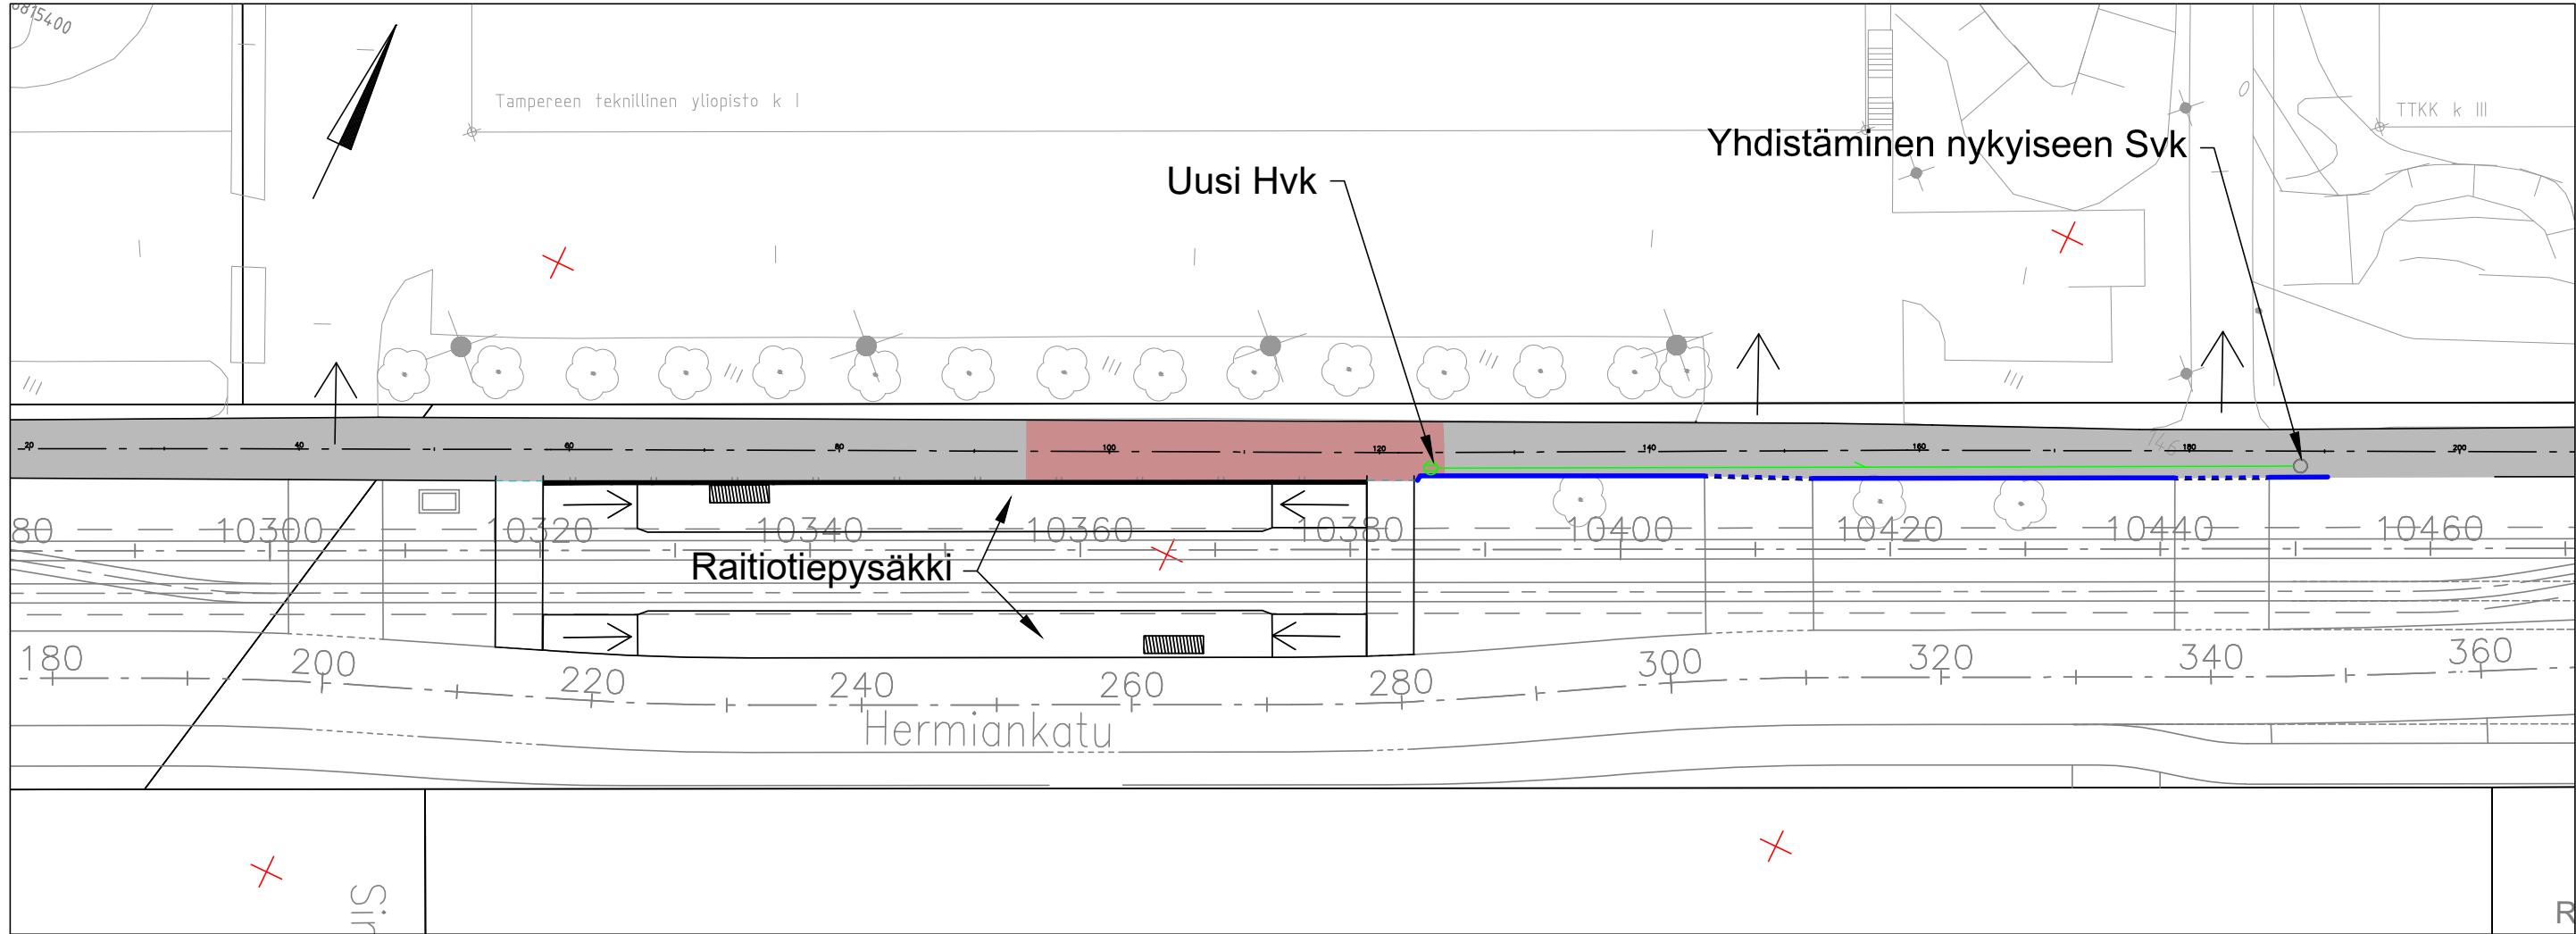 6815400
Tampereen teknillinen yliopisto k I
TTKK k III
Yhdistäminen nykyiseen Svk
Uusi Hvk
146
20 40 60 80 100 120 140 160 180 200
80 10300 10320 10340 10360 10380 10400 10420 10440 10460
Raitiotiepysäkki
180 200 220 240 260 280 300 320 340 360
Hermiankatu
Sir
R